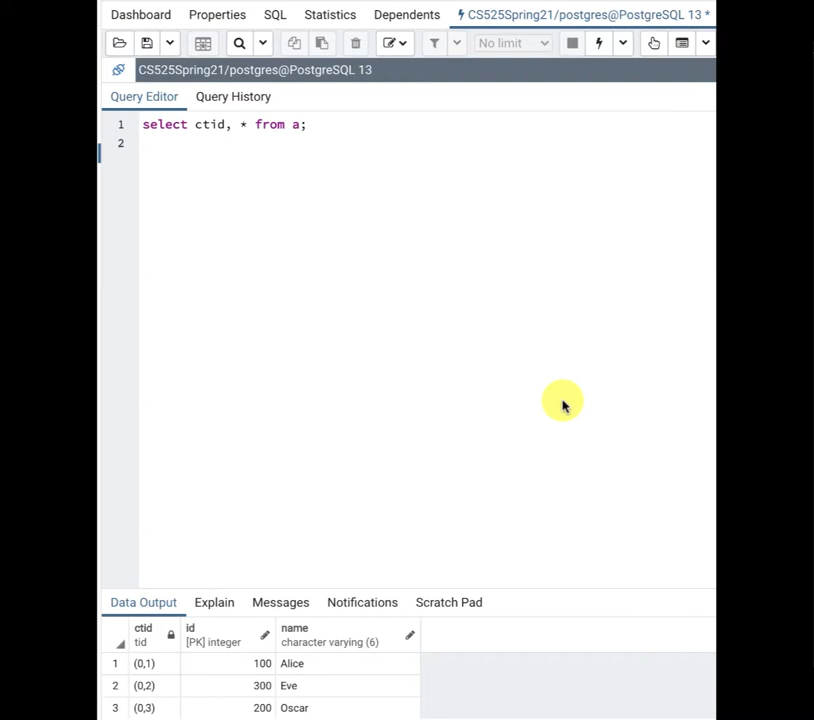 Dashboard Properties SQL Statistics Dependents CS525Spring21/postgres@PostgreSQL 13 *
No limit
CS525Spring21/postgres@PostgreSQL 13
Query Editor Query History
1 select ctid, * from a;
2
Data Output Explain Messages Notifications Scratch Pad
ctid id name
tid [PK] integer character varying (6)
1 (0,1) 100 Alice
2 (0,2) 300 Eve
3 (0,3) 200 Oscar